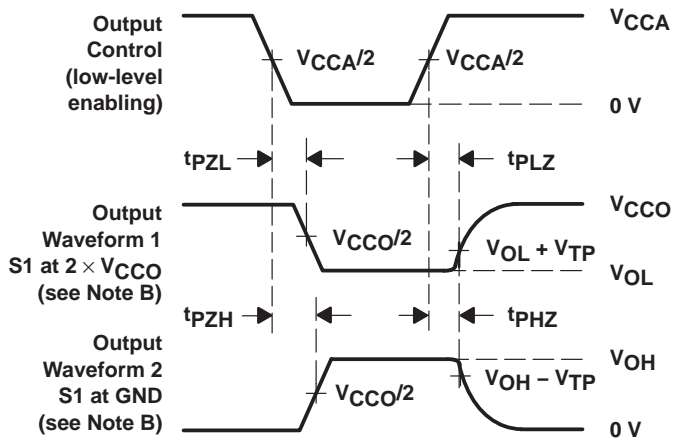 Output
Control
(low-level
enabling)
VCCA/2
VCCA/2
VCCA
0 V
tPZL
tPLZ
Output
Waveform 1
S1 at 2 × VCCO
(see Note B)
VCCO/2
VCCO
VOL + VTP
VOL
tPZH
tPHZ
Output
Waveform 2
S1 at GND
(see Note B)
VCCO/2
VOH
VOH − VTP
0 V